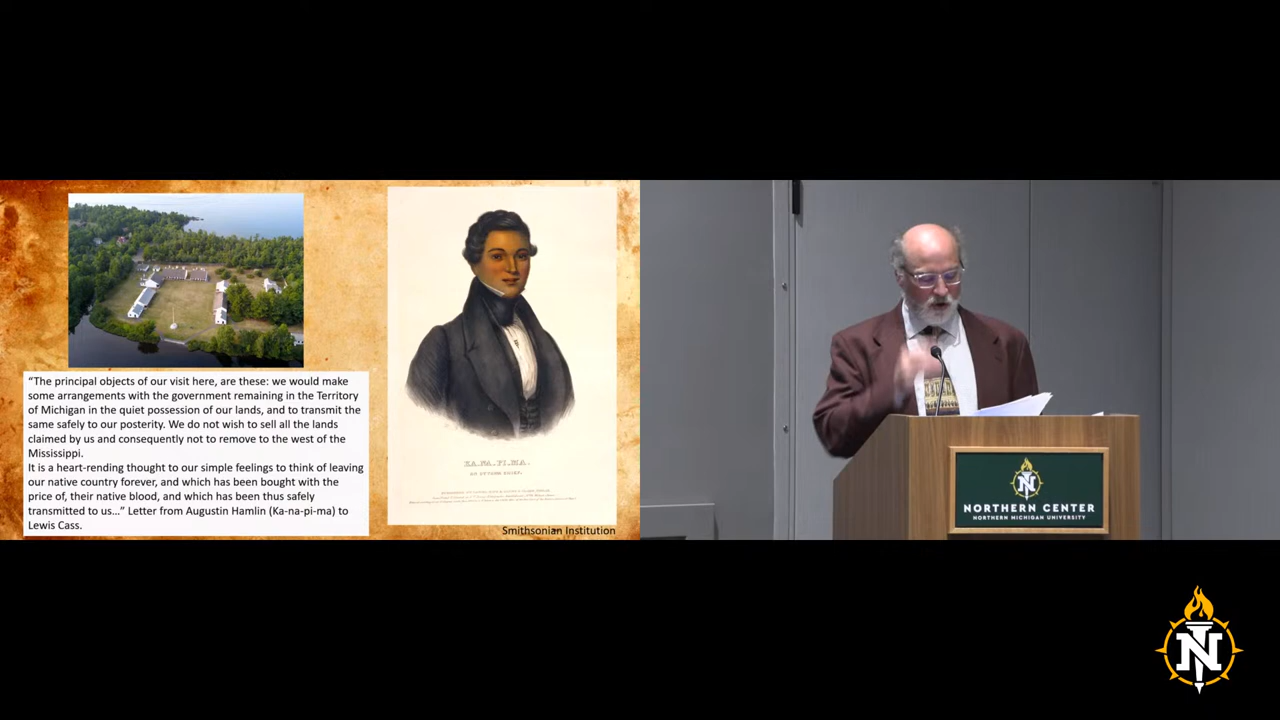 “The principal objects of our visit here, are these: we would make
some arrangements with the government remaining in the Territory
of Michigan in the quiet possession of our lands, and to transmit the
same safely to our posterity. We do not wish to sell all the lands
claimed by us and consequently not to remove to the west of the
Mississippi.
It is a heart-rending thought to our simple feelings to think of leaving
our native country forever, and which has been bought with the
price of, their native blood, and which has been thus safely
transmitted to us...” Letter from Augustin Hamlin (Ka-na-pi-ma) to
Lewis Cass.
KA.NA.PI.MA.
AN OTTOWA CHIEF.
Smithsonian Institution
N
NORTHERN CENTER
NORTHERN MICHIGAN UNIVERSITY
N